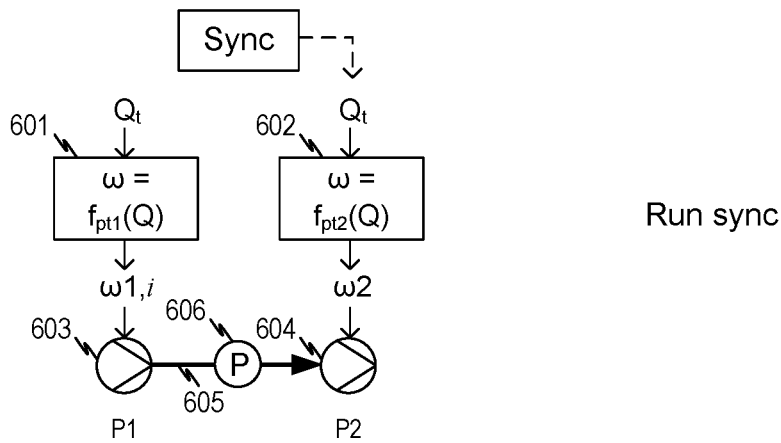 Sync
Qt Qt
601 602
ω = ω =
fpt1(Q) fpt2(Q)
Run sync
ω1,i ω2
603 606 604
P
605
P1 P2